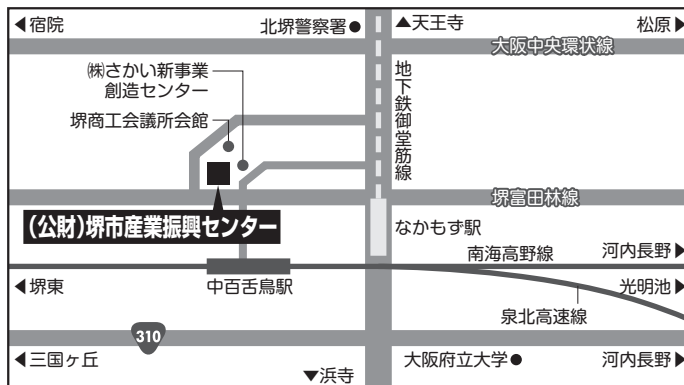 ◀宿院
北堺警察署●
▲天王寺
松原▶
大阪中央環状線
㈱さかい新事業
創造センター
地下鉄御堂筋線
堺商工会議所会館
堺富田林線
(公財)堺市産業振興センター
なかもず駅
南海高野線
河内長野▶
◀堺東
中百舌鳥駅
光明池▶
泉北高速線
310
◀三国ヶ丘
▼浜寺
大阪府立大学●
河内長野▶